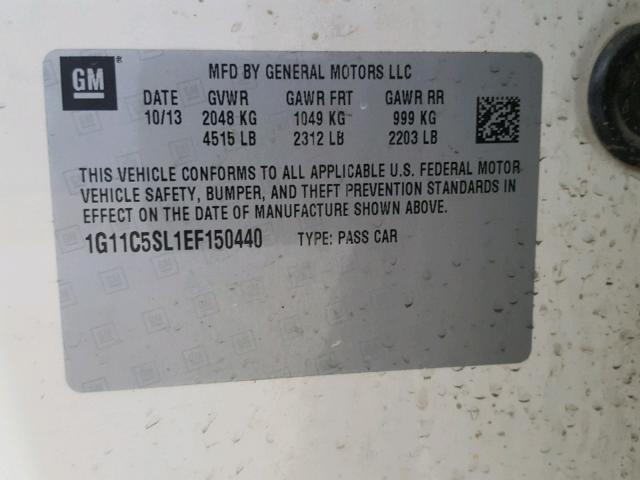 GM
MFD BY GENERAL MOTORS LLC
DATE GVWR GAWR FRT GAWR RR
10/13 2048 KG 1049 KG 999 KG
4515 LB 2312 LB 2203 LB
THIS VEHICLE CONFORMS TO ALL APPLICABLE U.S. FEDERAL MOTOR
VEHICLE SAFETY, BUMPER, AND THEFT PREVENTION STANDARDS IN
EFFECT ON THE DATE OF MANUFACTURE SHOWN ABOVE.
1G11C5SL1EF150440 TYPE: PASS CAR